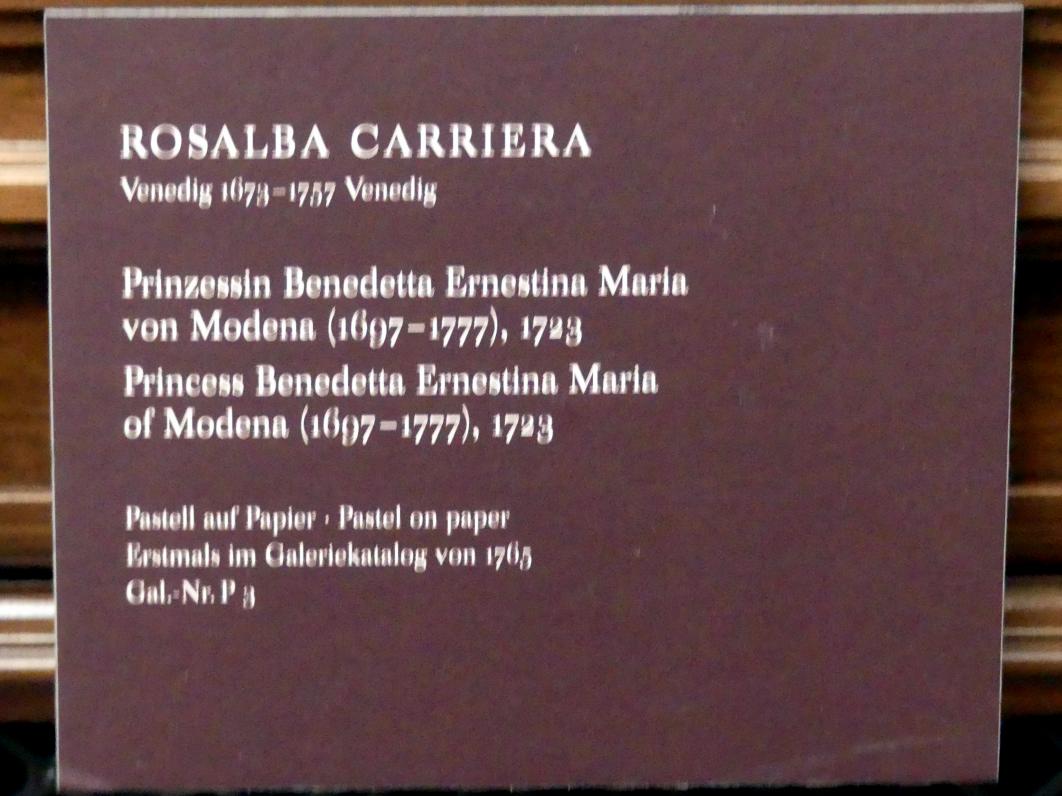 ROSALBA CARRIERA
Venedig 1673–1757 Venedig
Prinzessin Benedetta Ernestina Maria
von Modena (1697–1777), 1723
Princess Benedetta Ernestina Maria
of Modena (1697–1777), 1723
Pastell auf Papier · Pastel on paper
Erstmals im Galeriekatalog von 1765
Gal.-Nr. P 3